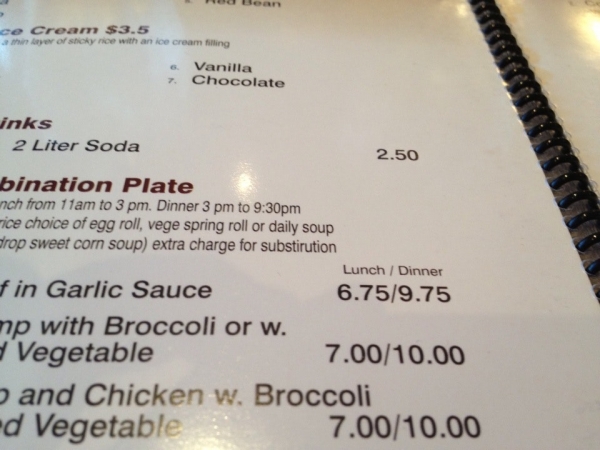 Red Bean
ce Cream $3.5
a thin layer of sticky rice with an ice cream filling
6. Vanilla
7. Chocolate
inks
2 Liter Soda 2.50
bination Plate
nch from 11am to 3 pm. Dinner 3 pm to 9:30pm
rice choice of egg roll, vege spring roll or daily soup
drop sweet corn soup) extra charge for substirution
Lunch / Dinner
f in Garlic Sauce 6.75/9.75
mp with Broccoli or w.
d Vegetable 7.00/10.00
p and Chicken w. Broccoli
ed Vegetable 7.00/10.00